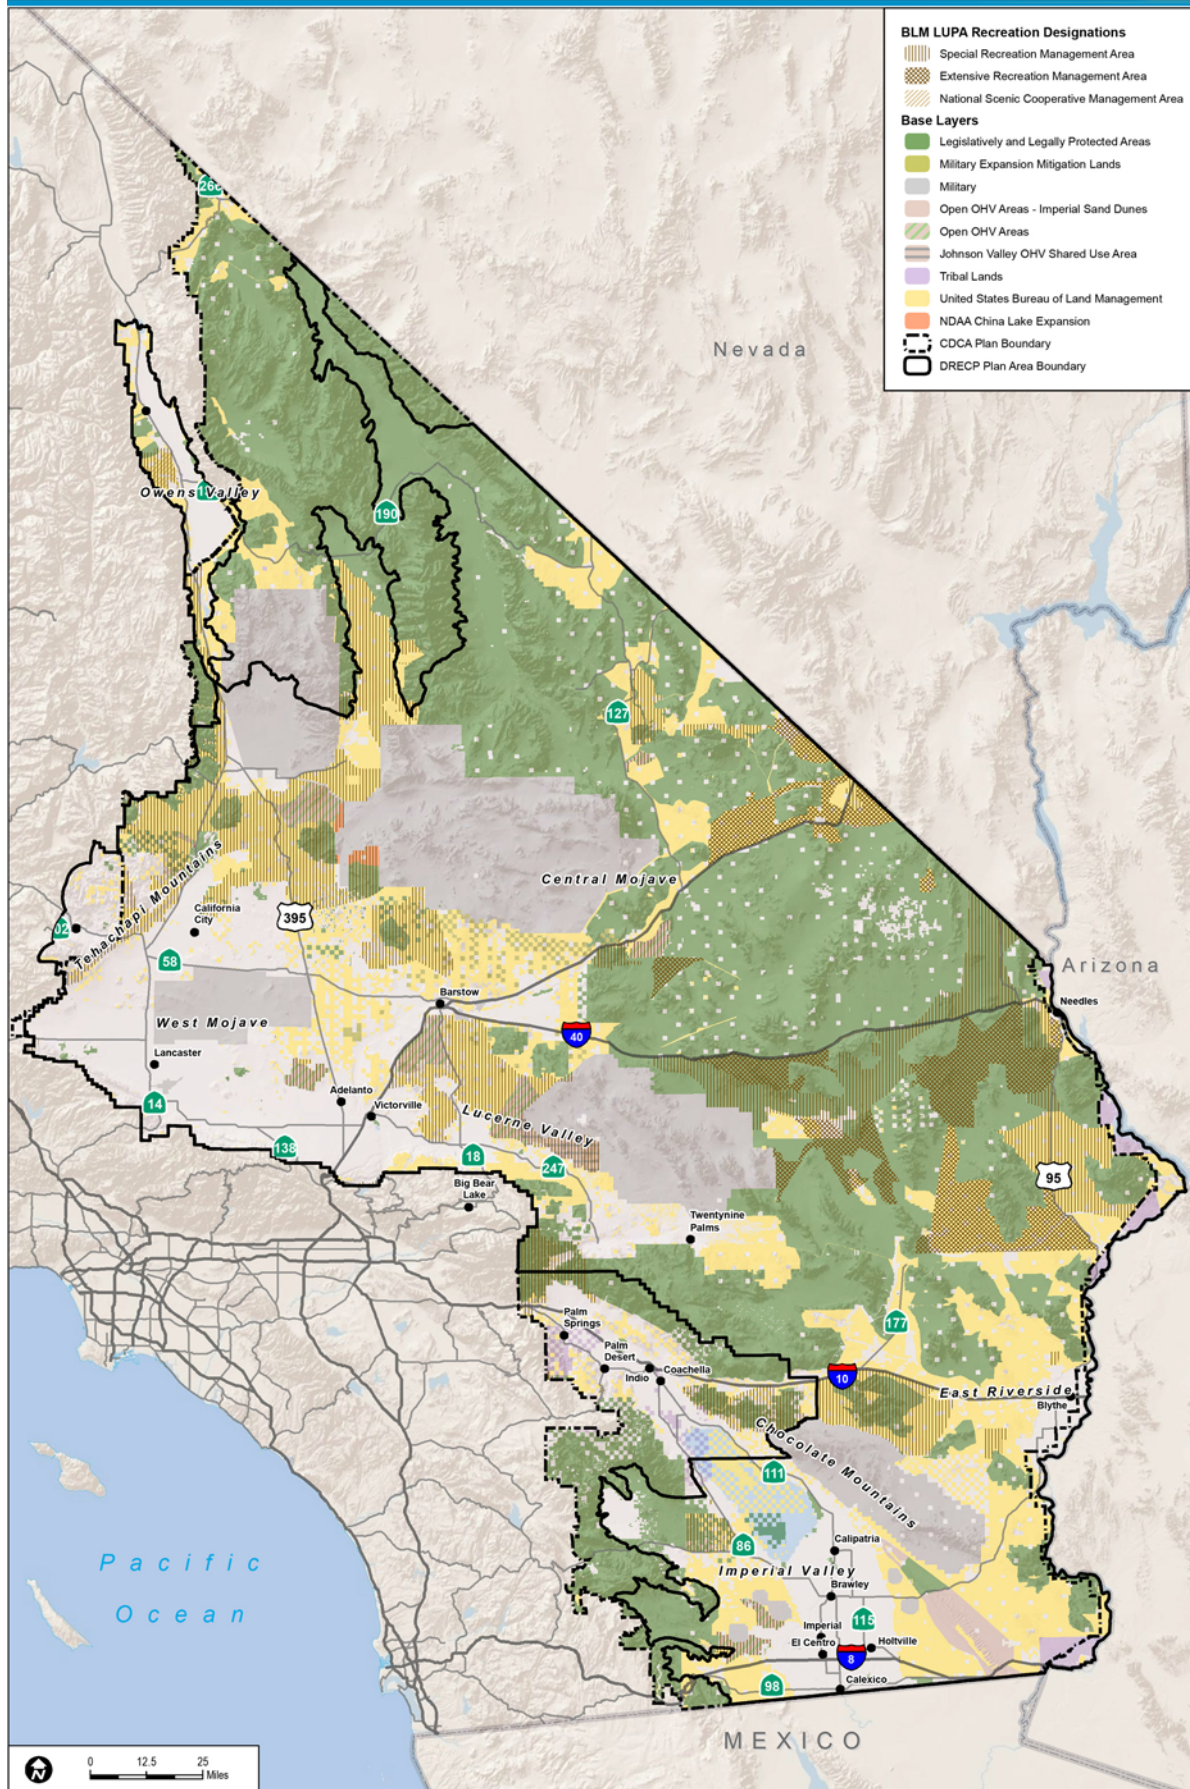 BLM LUPA Recreation Designations
Special Recreation Management Area
Extensive Recreation Management Area
National Scenic Cooperative Management Area
Base Layers
Legislatively and Legally Protected Areas
Military Expansion Mitigation Lands
Military
Open OHV Areas - Imperial Sand Dunes
Open OHV Areas
Johnson Valley OHV Shared Use Area
Tribal Lands
United States Bureau of Land Management
NDAA China Lake Expansion
CDCA Plan Boundary
DRECP Plan Area Boundary
Nevada
Owens Valley
190
127
Central Mojave
Tehachapi Mountains
California
City
395
58
Arizona
Barstow
Needles
West Mojave
40
Lancaster
Adelanto
14
Victorville
Lucerne Valley
138
18
247
95
Big Bear
Lake
Twentynine
Palms
Palm
Springs
177
Palm
Desert
Coachella
Indio
10
East Riverside
Blythe
Chocolate Mountains
111
86
Calipatria
Pacific
Ocean
Imperial Valley
Brawley
Imperial
115
El Centro
Holtville
8
98
Calexico
MEXICO
N
0 12.5 25
Miles